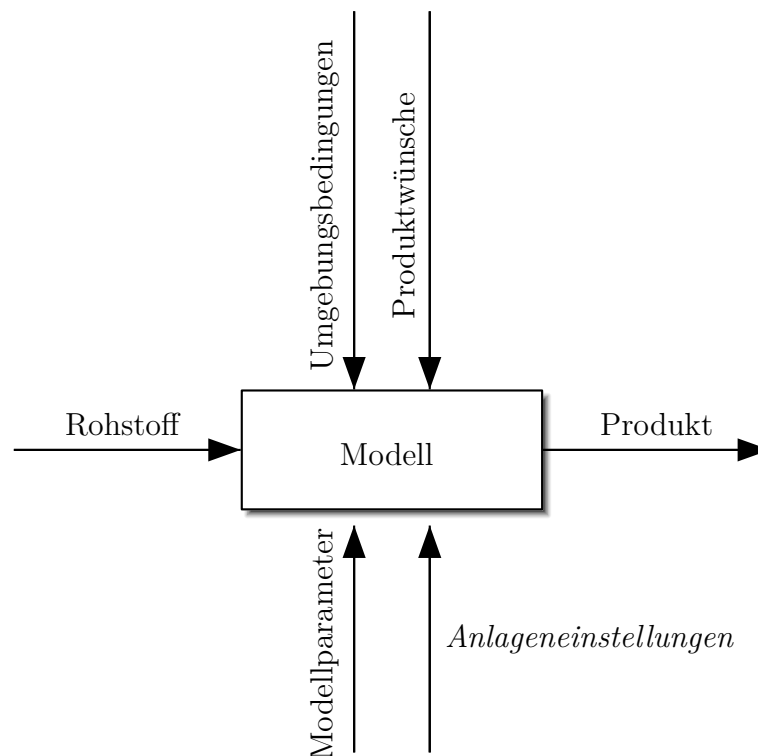 Umgebungsbedingungen
Produktwünsche
Rohstoff
Modell
Produkt
Modellparameter
Anlageneinstellungen